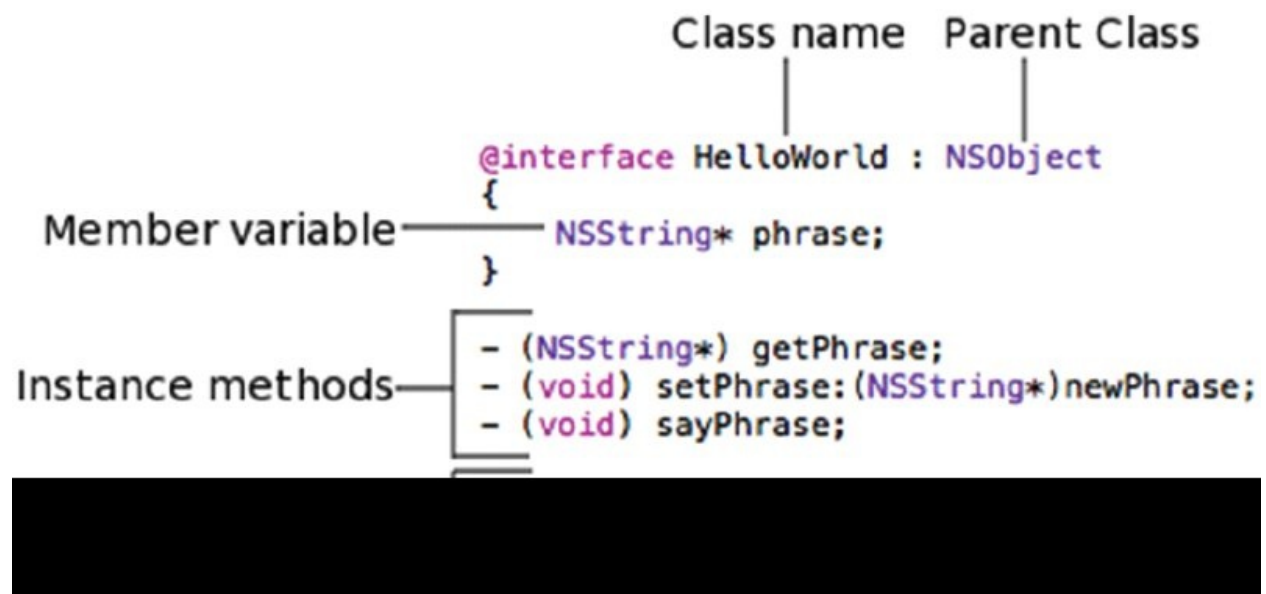 Class name Parent Class
@interface HelloWorld : NSObject
{
Member variable NSString* phrase;
}
- (NSString*) getPhrase;
Instance methods - (void) setPhrase:(NSString*)newPhrase;
- (void) sayPhrase;